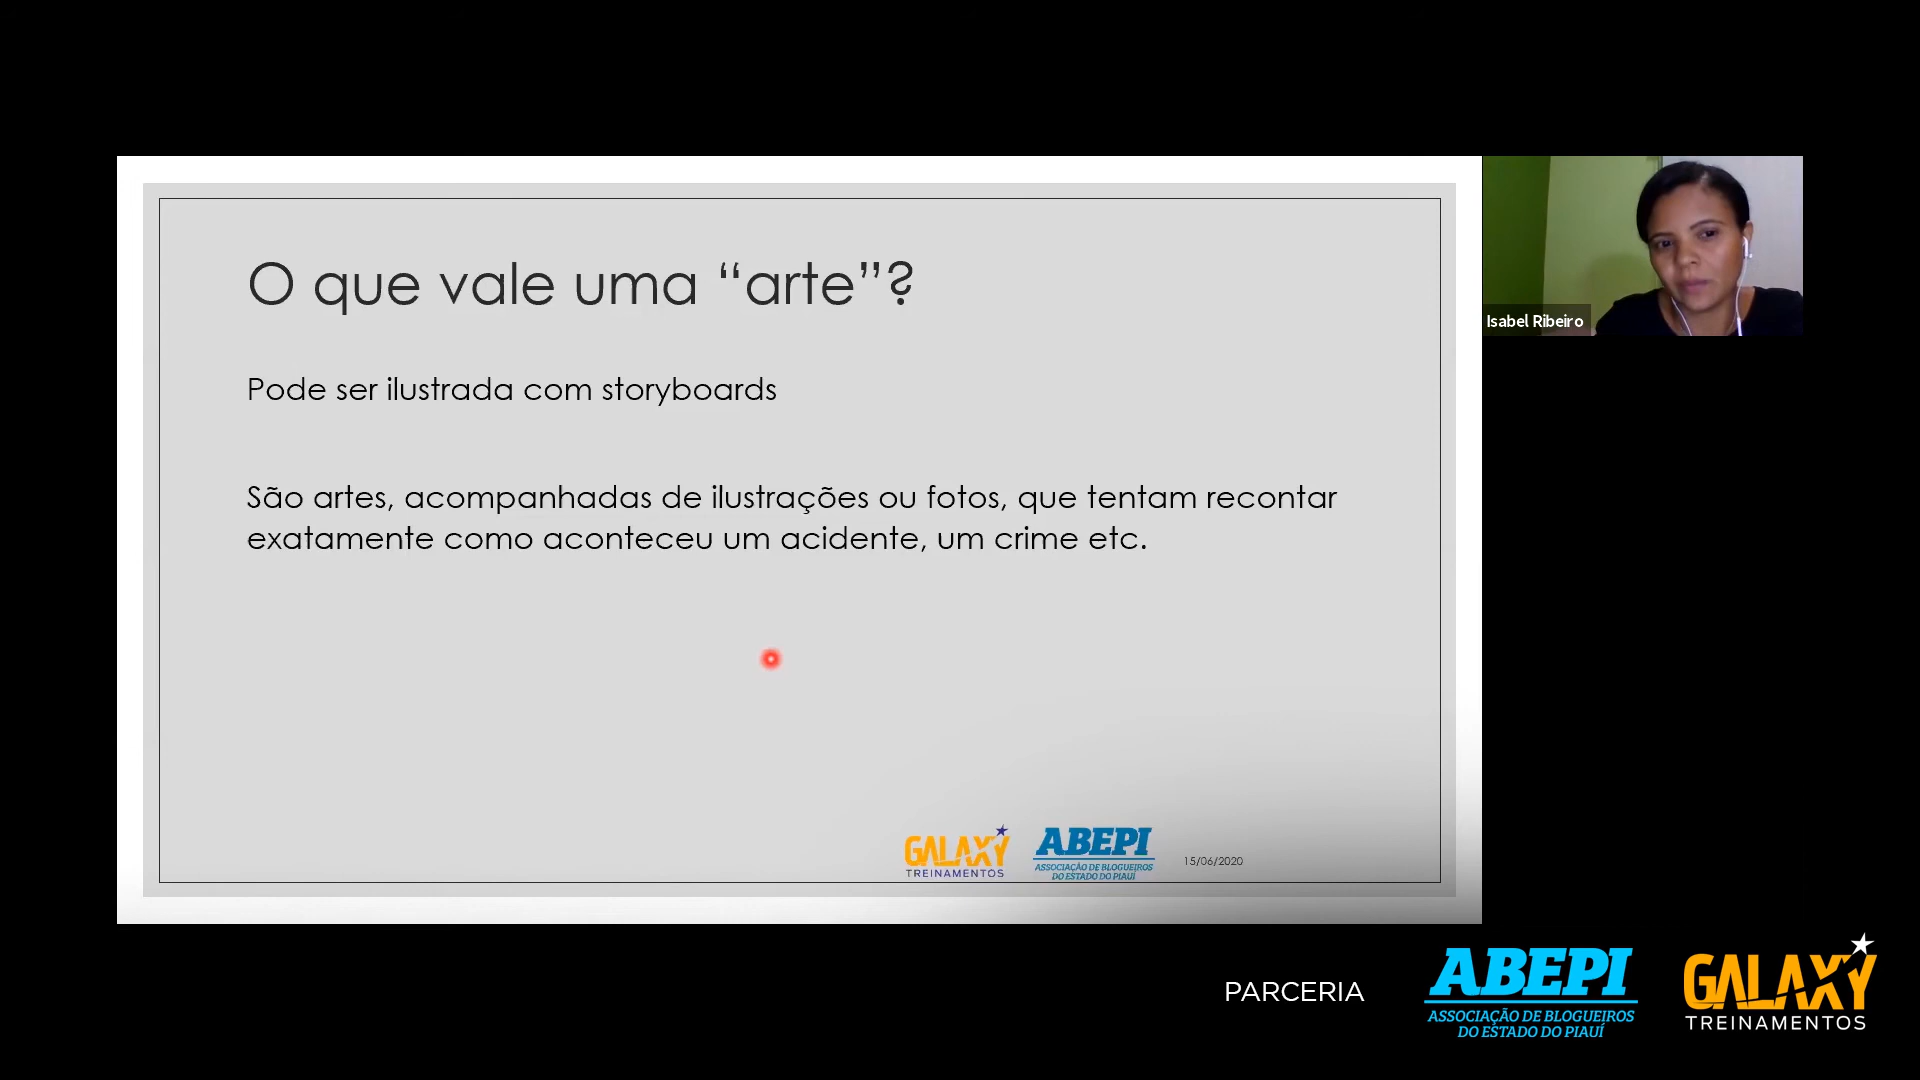 O que vale uma “arte”?
Pode ser ilustrada com storyboards
São artes, acompanhadas de ilustrações ou fotos, que tentam recontar
exatamente como aconteceu um acidente, um crime etc.
GALAXY
TREINAMENTOS
ABEPI
ASSOCIAÇÃO DE BLOGUEIROS
DO ESTADO DO PIAUÍ
15/06/2020
Isabel Ribeiro
PARCERIA
ABEPI
ASSOCIAÇÃO DE BLOGUEIROS
DO ESTADO DO PIAUÍ
GALAXY
TREINAMENTOS